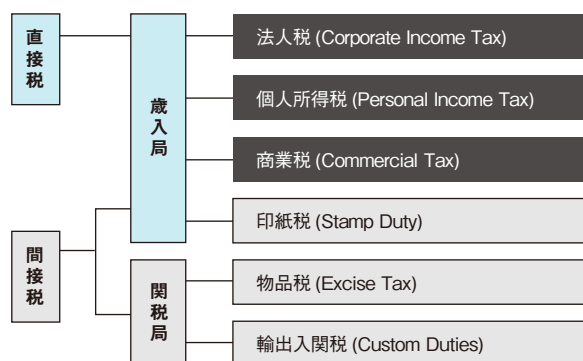 直接税
歳入局
法人税 (Corporate Income Tax)
個人所得税 (Personal Income Tax)
商業税 (Commercial Tax)
印紙税 (Stamp Duty)
間接税
関税局
物品税 (Excise Tax)
輸出入関税 (Custom Duties)